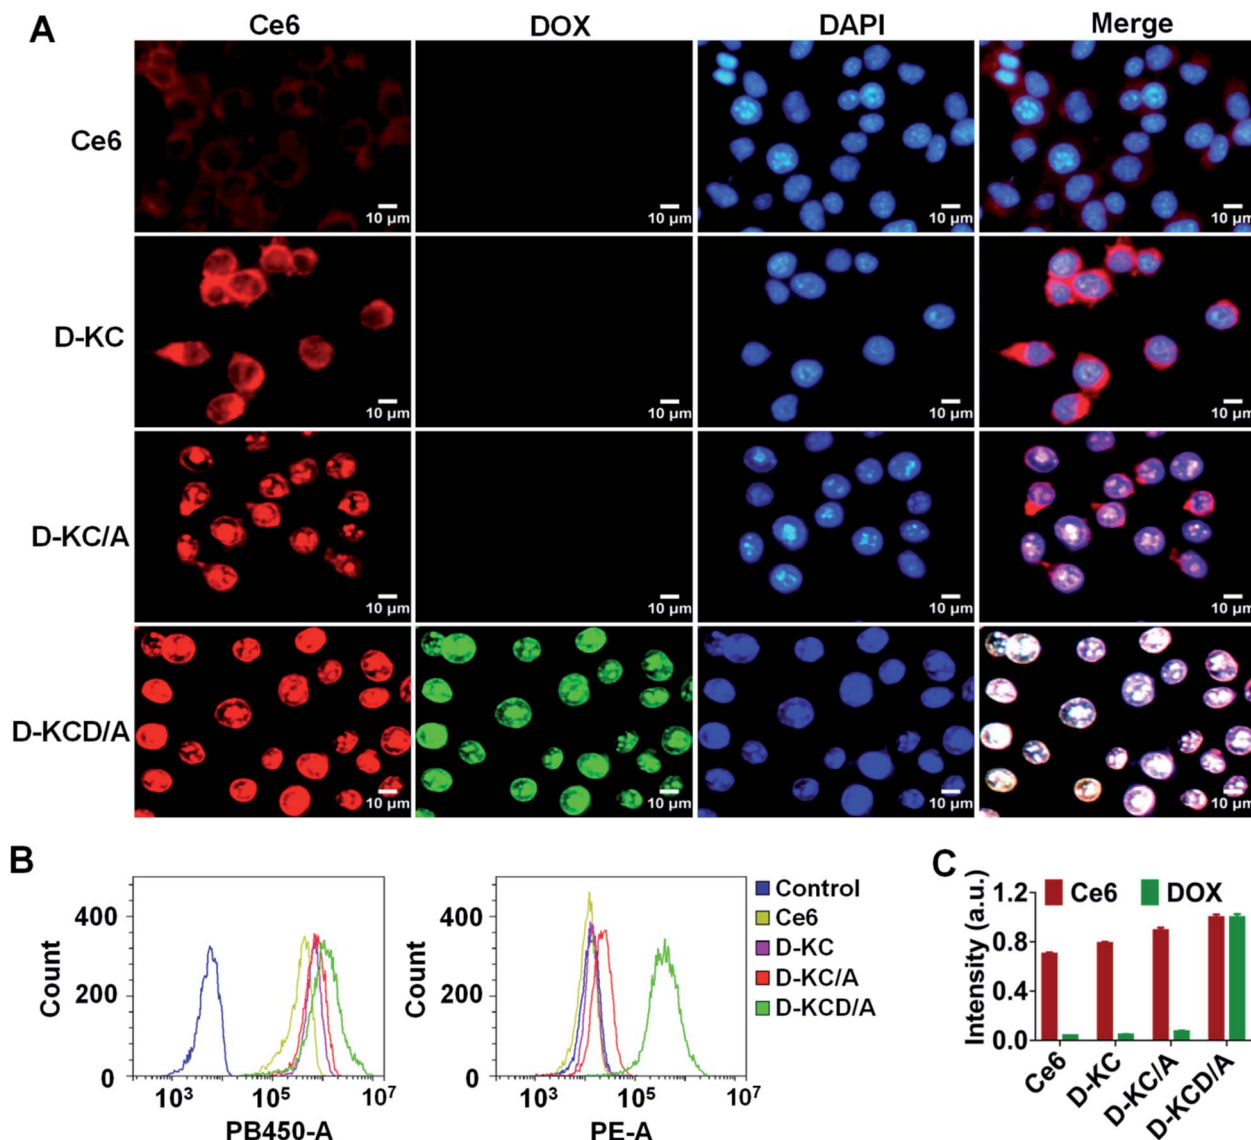 A
Ce6 DOX DAPI Merge
Ce6
10 µm 10 µm 10 µm 10 µm
D-KC
10 µm 10 µm 10 µm 10 µm
D-KC/A
10 µm 10 µm 10 µm 10 µm
D-KCD/A
10 µm 10 µm 10 µm 10 µm
B
Count
400
200
0
10³ 10⁵ 10⁷
PB450-A
Count
400
200
0
10³ 10⁵ 10⁷
PE-A
Control
Ce6
D-KC
D-KC/A
D-KCD/A
C
Ce6 DOX
Intensity (a.u.)
1.2
0.8
0.4
0.0
Ce6 D-KC D-KC/A D-KCD/A